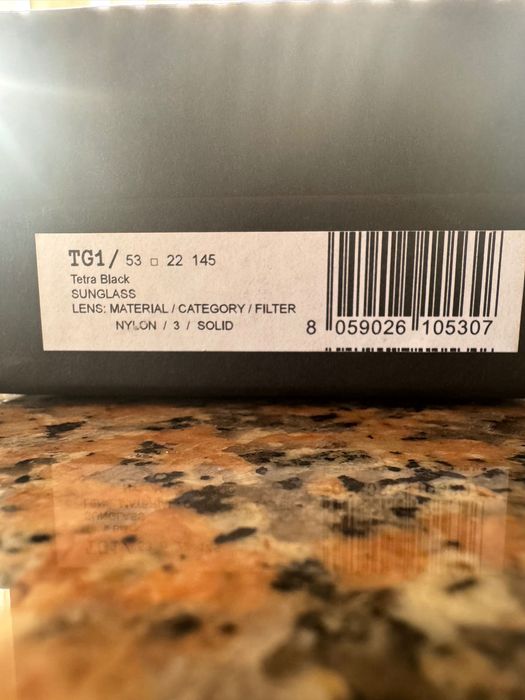 TG1/ 53 □ 22 145
Tetra Black
SUNGLASS
LENS: MATERIAL / CATEGORY / FILTER
NYLON / 3 / SOLID
8 059026 105307